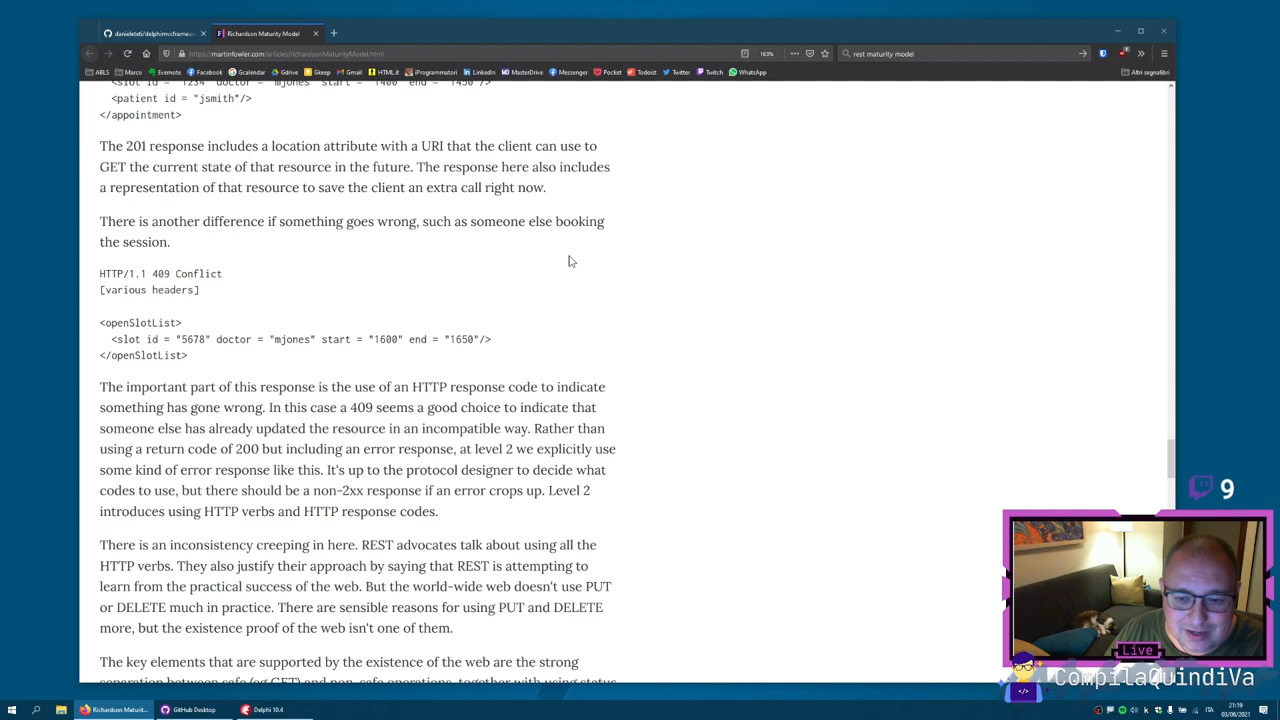 danieleteti/delphimvcframew
Richardson Maturity Model
https://martinfowler.com/articles/richardsonMaturityModel.html
163%
rest maturity model
ABLS Marco Evernote Facebook Gcalendar Gdrive Gkeep Gmail HTML.it iProgrammatori LinkedIn MasterDrive Messenger Pocket Todoist Twitter Twitch WhatsApp Altri segnalibri
<slot id = "1234" doctor = "mjones" start = "1400" end = "1450"/>
<patient id = "jsmith"/>
</appointment>
The 201 response includes a location attribute with a URI that the client can use to
GET the current state of that resource in the future. The response here also includes
a representation of that resource to save the client an extra call right now.
There is another difference if something goes wrong, such as someone else booking
the session.
HTTP/1.1 409 Conflict
[various headers]
<openSlotList>
<slot id = "5678" doctor = "mjones" start = "1600" end = "1650"/>
</openSlotList>
The important part of this response is the use of an HTTP response code to indicate
something has gone wrong. In this case a 409 seems a good choice to indicate that
someone else has already updated the resource in an incompatible way. Rather than
using a return code of 200 but including an error response, at level 2 we explicitly use
some kind of error response like this. It's up to the protocol designer to decide what
codes to use, but there should be a non-2xx response if an error crops up. Level 2
introduces using HTTP verbs and HTTP response codes.
There is an inconsistency creeping in here. REST advocates talk about using all the
HTTP verbs. They also justify their approach by saying that REST is attempting to
learn from the practical success of the web. But the world-wide web doesn't use PUT
or DELETE much in practice. There are sensible reasons for using PUT and DELETE
more, but the existence proof of the web isn't one of them.
The key elements that are supported by the existence of the web are the strong
separation between safe (eg GET) and non-safe operations, together with using status
9
Live
CompilaQuindiVa
Richardson Maturit...
GitHub Desktop
Delphi 10.4
ITA
21:19
03/06/2021